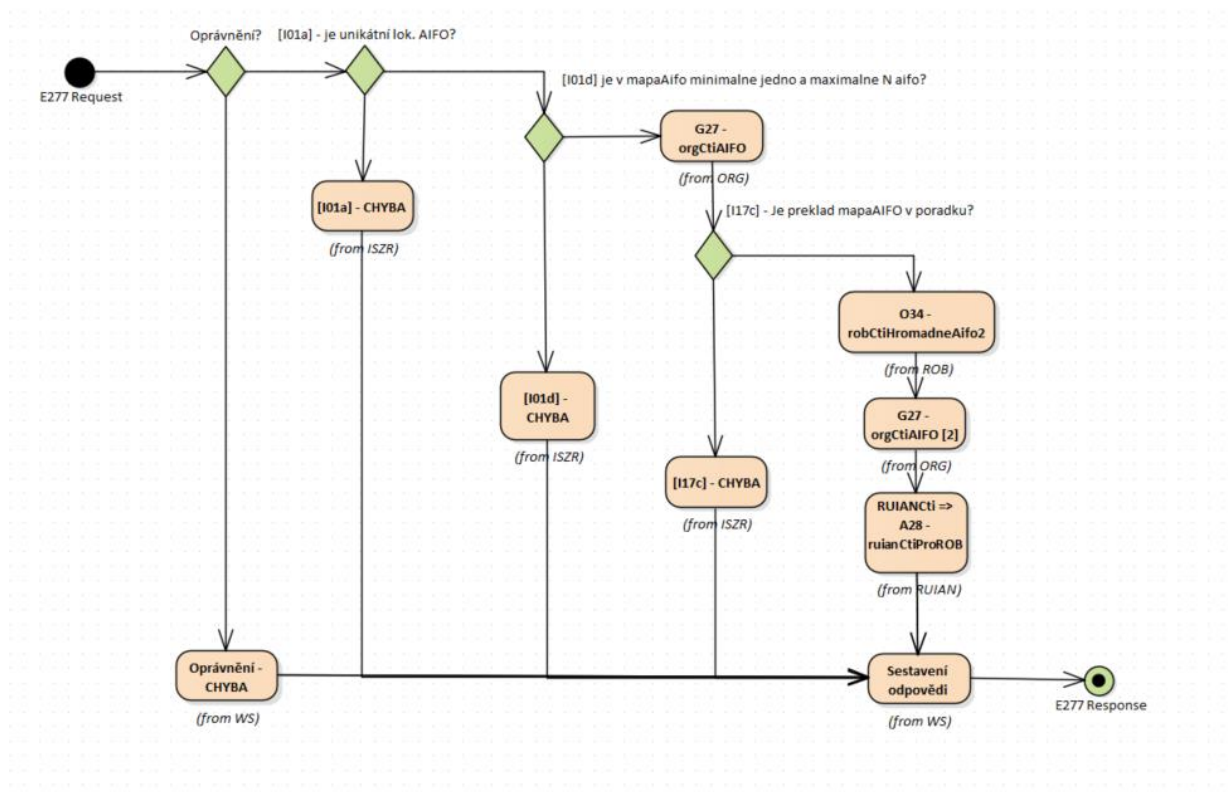 Oprávnění?
[I01a] - je unikátní lok. AIFO?
E277 Request
[I01d] je v mapaAifo minimalne jedno a maximalne N aifo?
G27 -
orgCtiAIFO
(from ORG)
[I01a] - CHYBA
(from ISZR)
[I17c] - Je preklad mapaAIFO v poradku?
O34 -
robCtiHromadneAifo2
(from ROB)
[I01d] -
CHYBA
(from ISZR)
G27 -
orgCtiAIFO [2]
(from ORG)
[I17c] - CHYBA
(from ISZR)
RUIANCti =>
A28 -
ruianCtiProROB
(from RUIAN)
Oprávnění -
CHYBA
(from WS)
Sestavení
odpovědi
(from WS)
E277 Response